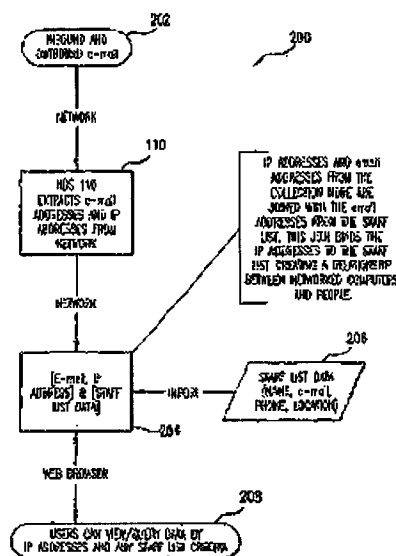 202
INBOUND AND
OUTBOUND e-mail
200
NETWORK
110
NDS 110
EXTRACTS e-mail
ADDRESSES AND IP
ADDRESSES FROM
NETWORK
IP ADDRESSES AND email
ADDRESSES FROM THE
COLLECTION NODE ARE
JOINED WITH THE email
ADDRESSES FROM THE STAFF
LIST. THIS JOIN BINDS THE
IP ADDRESSES TO THE STAFF
LIST CREATING A RELATIONSHIP
BETWEEN NETWORKED COMPUTERS
AND PEOPLE.
NETWORK
[E-mail, IP
ADDRESS] & [STAFF
LIST DATA]
204
206
STAFF LIST DATA
(NAME, e-mail,
PHONE, LOCATION)
WEB BROWSER
208
USERS CAN VIEW/QUERY DATA BY
IP ADDRESSES AND ANY STAFF LIST CRITERIA